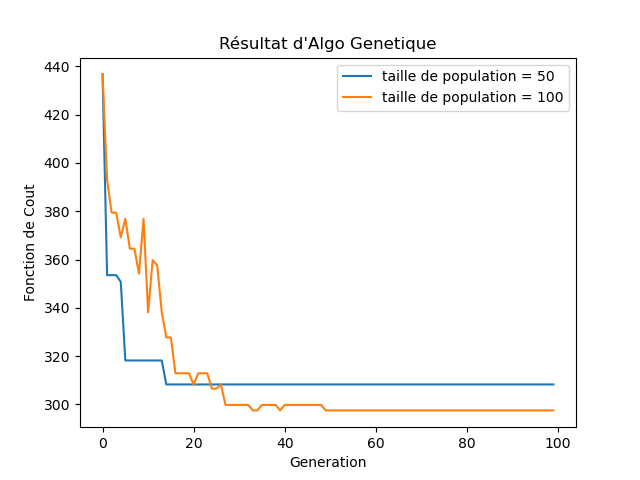 Résultat d'Algo Genetique
taille de population = 50
taille de population = 100
Fonction de Cout
440
420
400
380
360
340
320
300
0 20 40 60 80 100
Generation